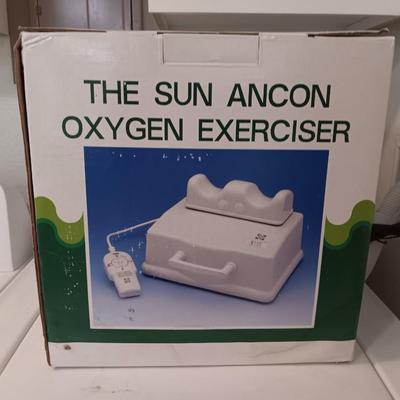 THE SUN ANCON
OXYGEN EXERCISER